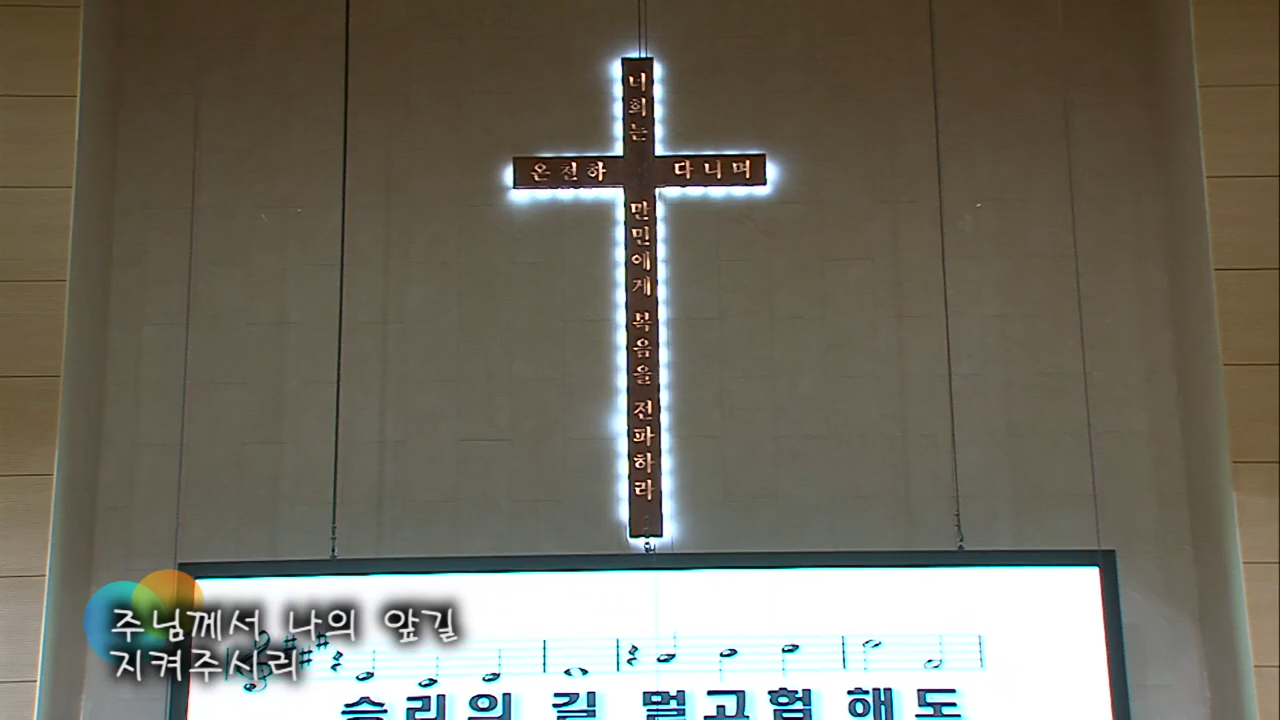 너희는
온천하 다니며
만민에게 복음을 전파하라
주님께서 나의 앞길
지켜주시리
승리의 길 멀고험 해도